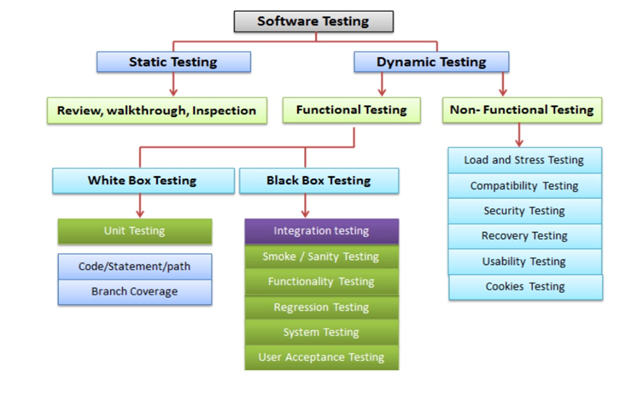 Software Testing
Static Testing
Dynamic Testing
Review, walkthrough, Inspection
Functional Testing
Non- Functional Testing
White Box Testing
Black Box Testing
Unit Testing
Code/Statement/path
Branch Coverage
Integration testing
Smoke / Sanity Testing
Functionality Testing
Regression Testing
System Testing
User Acceptance Testing
Load and Stress Testing
Compatibility Testing
Security Testing
Recovery Testing
Usability Testing
Cookies Testing